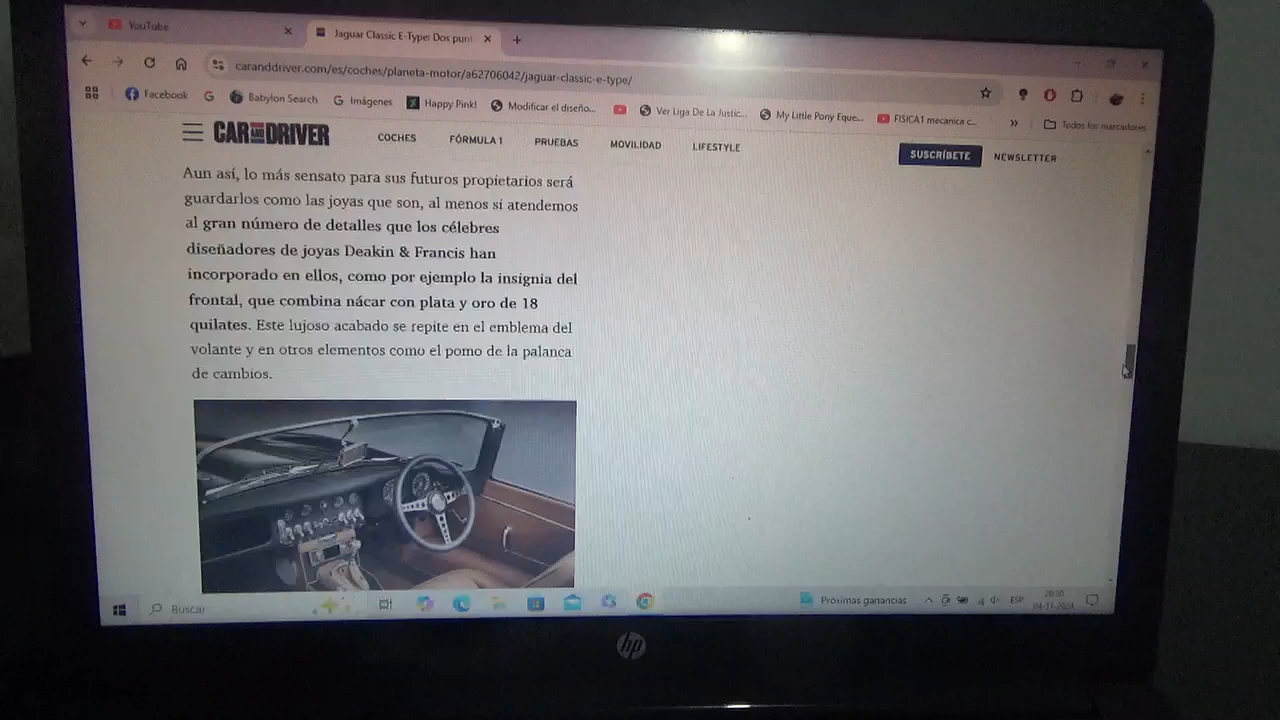 YouTube
Jaguar Classic E-Type: Dos punt
caranddriver.com/es/coches/planeta-motor/a62706042/jaguar-classic-e-type/
Facebook
Babylon Search
Imágenes
Happy Pink!
Modificar el diseño...
Ver Liga De La Justic...
My Little Pony Eque...
FISICA1 mecanica c...
Todos los marcadores
CAR AND DRIVER
COCHES
FÓRMULA 1
PRUEBAS
MOVILIDAD
LIFESTYLE
SUSCRÍBETE
NEWSLETTER
Aun así, lo más sensato para sus futuros propietarios será
guardarlos como las joyas que son, al menos si atendemos
al gran número de detalles que los célebres
diseñadores de joyas Deakin & Francis han
incorporado en ellos, como por ejemplo la insignia del
frontal, que combina nácar con plata y oro de 18
quilates. Este lujoso acabado se repite en el emblema del
volante y en otros elementos como el pomo de la palanca
de cambios.
Buscar
Próximas ganancias
ESP
hp